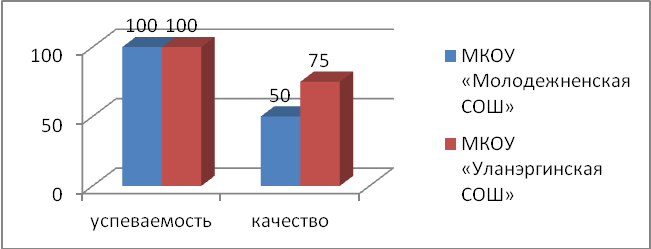 100 100
75
50
100
50
0
успеваемость качество
МКОУ
«Молодежненская
СОШ»
МКОУ
«Уланэргинская
СОШ»